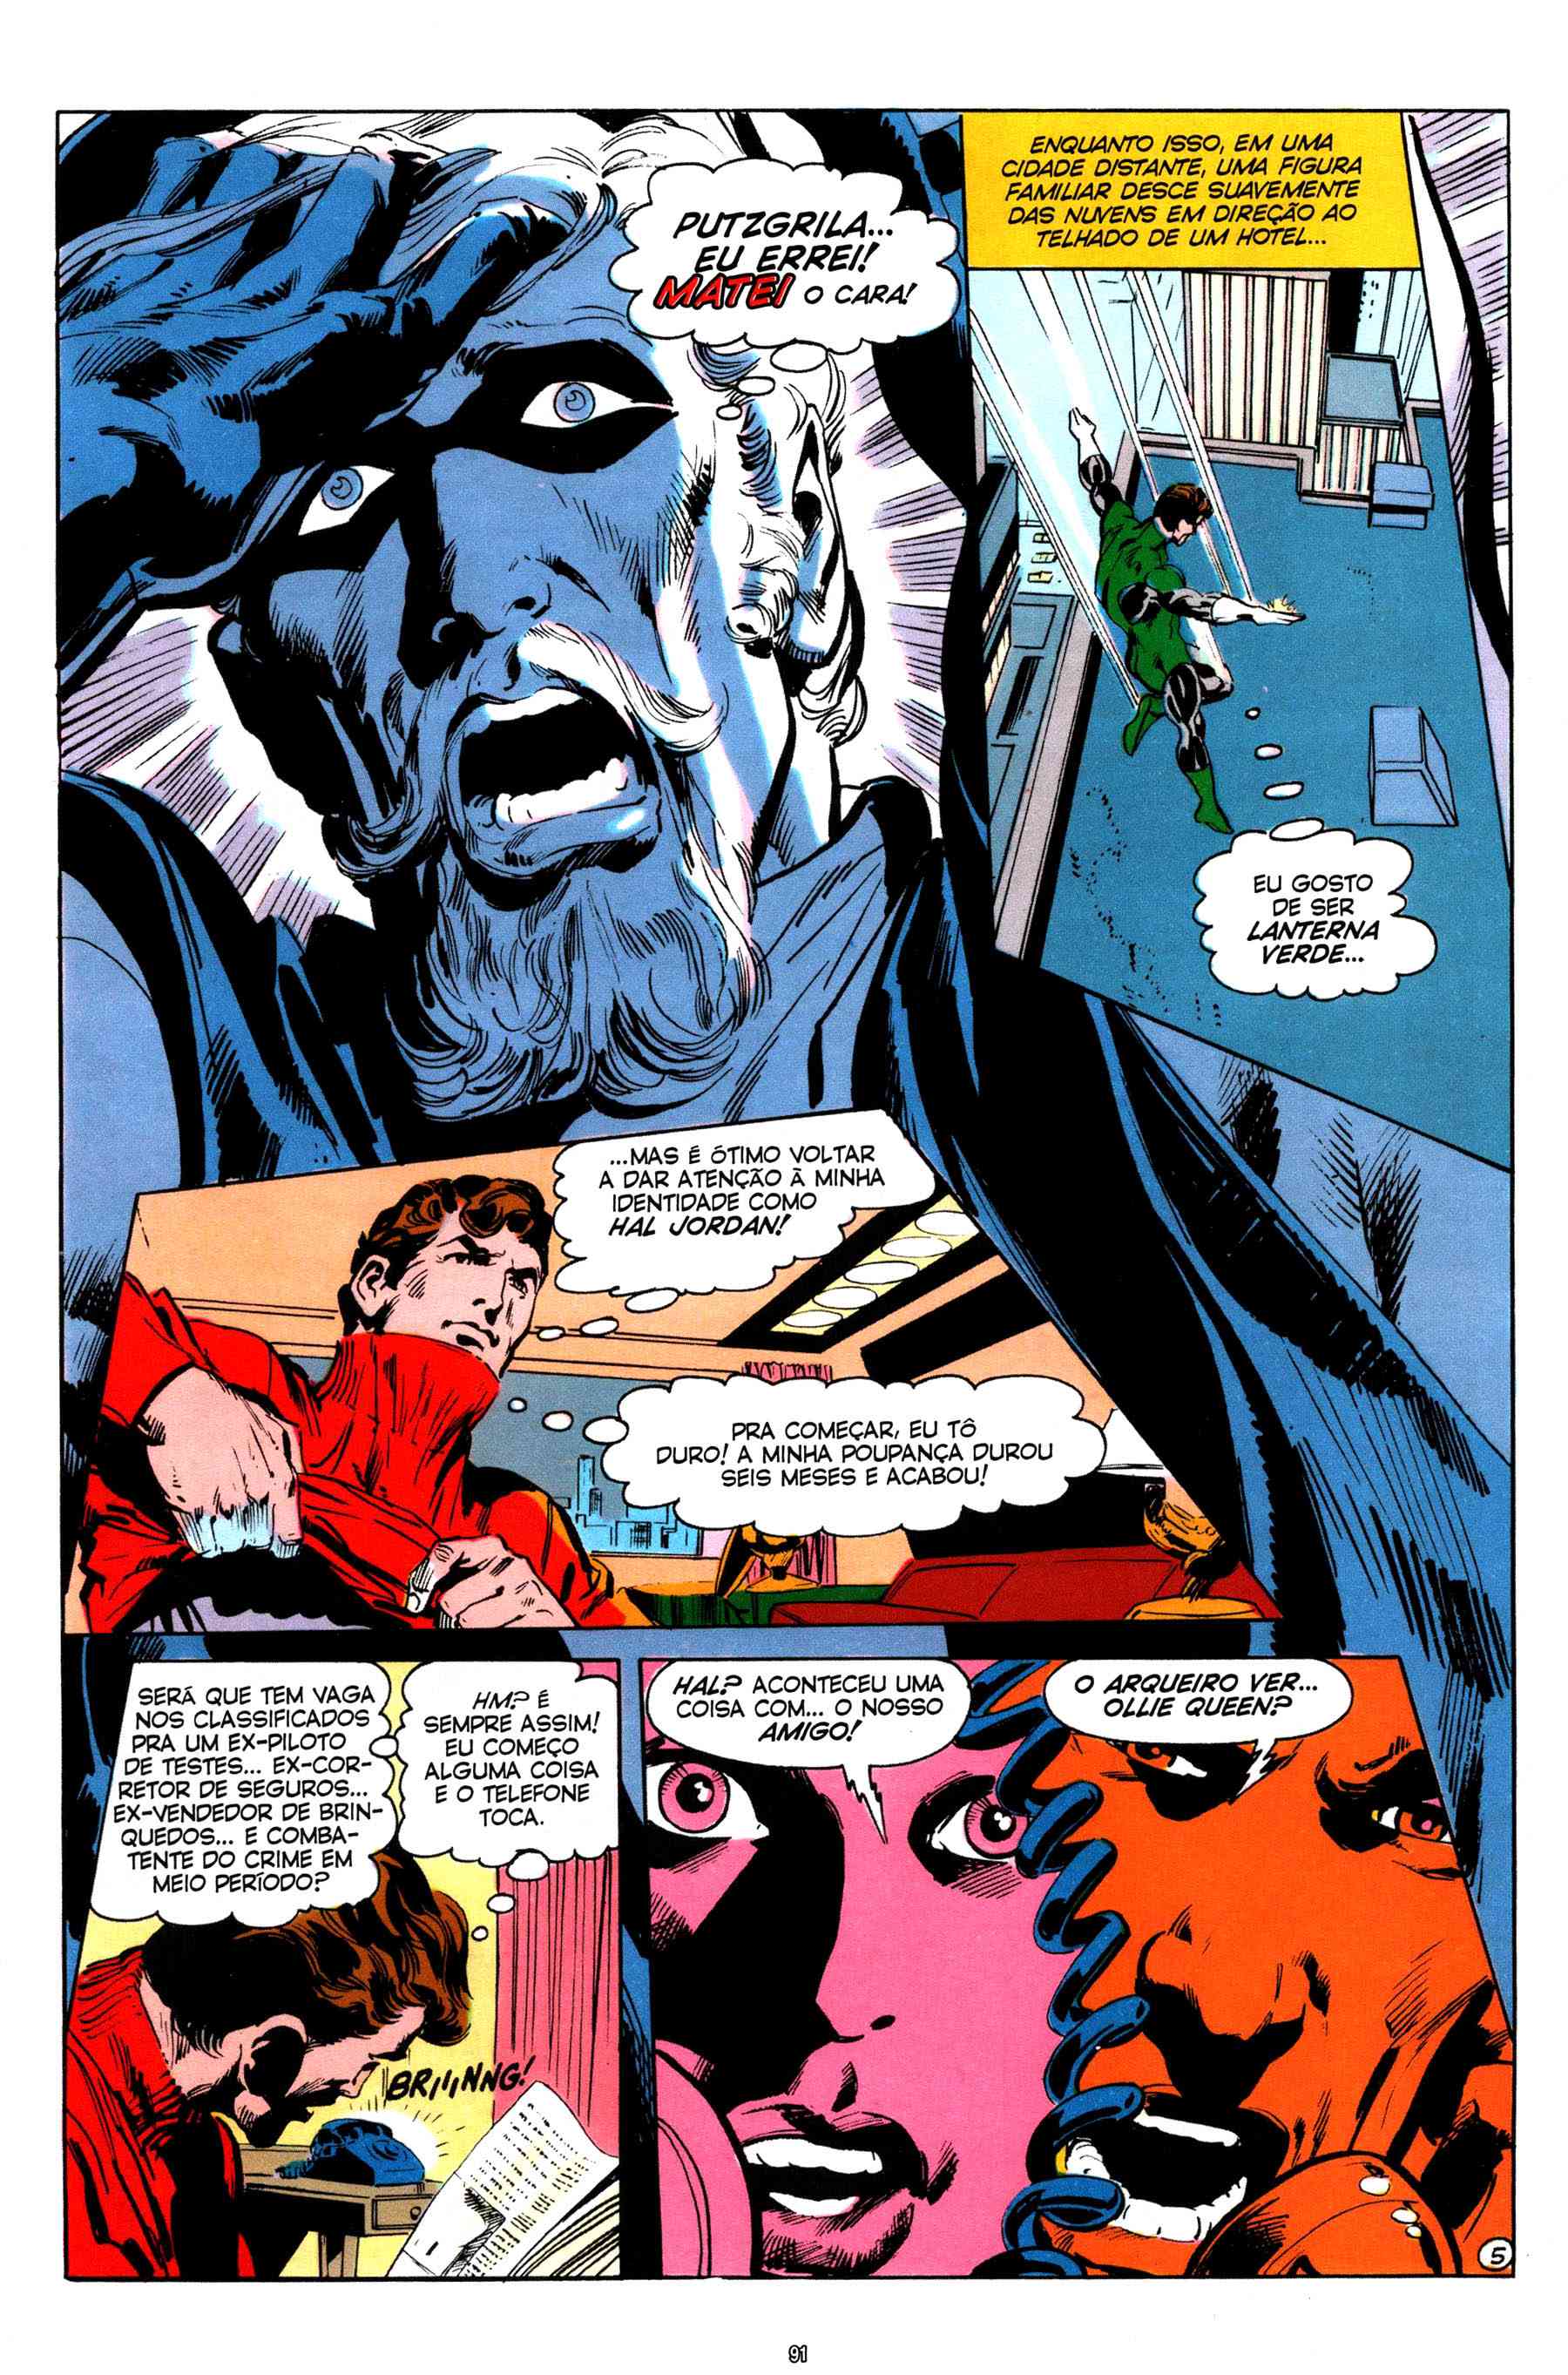 PUTZGRILA...
EU ERREI!
MATEI O CARA!
ENQUANTO ISSO, EM UMA
CIDADE DISTANTE, UMA FIGURA
FAMILIAR DESCE SUAVEMENTE
DAS NUVENS EM DIREÇÃO AO
TELHADO DE UM HOTEL...
EU GOSTO
DE SER
LANTERNA
VERDE...
...MAS É ÓTIMO VOLTAR
A DAR ATENÇÃO À MINHA
IDENTIDADE COMO
HAL JORDAN!
PRA COMEÇAR, EU TÔ
DURO! A MINHA POUPANÇA DUROU
SEIS MESES E ACABOU!
SERÁ QUE TEM VAGA
NOS CLASSIFICADOS
PRA UM EX-PILOTO
DE TESTES... EX-COR-
RETOR DE SEGUROS...
EX-VENDEDOR DE BRIN-
QUEDOS... E COMBA-
TENTE DO CRIME EM
MEIO PERÍODO?
HM? É
SEMPRE ASSIM!
EU COMEÇO
ALGUMA COISA
E O TELEFONE
TOCA.
BRIIINNG!
HAL? ACONTECEU UMA
COISA COM... O NOSSO
AMIGO!
O ARQUEIRO VER...
OLLIE QUEEN?
5
91